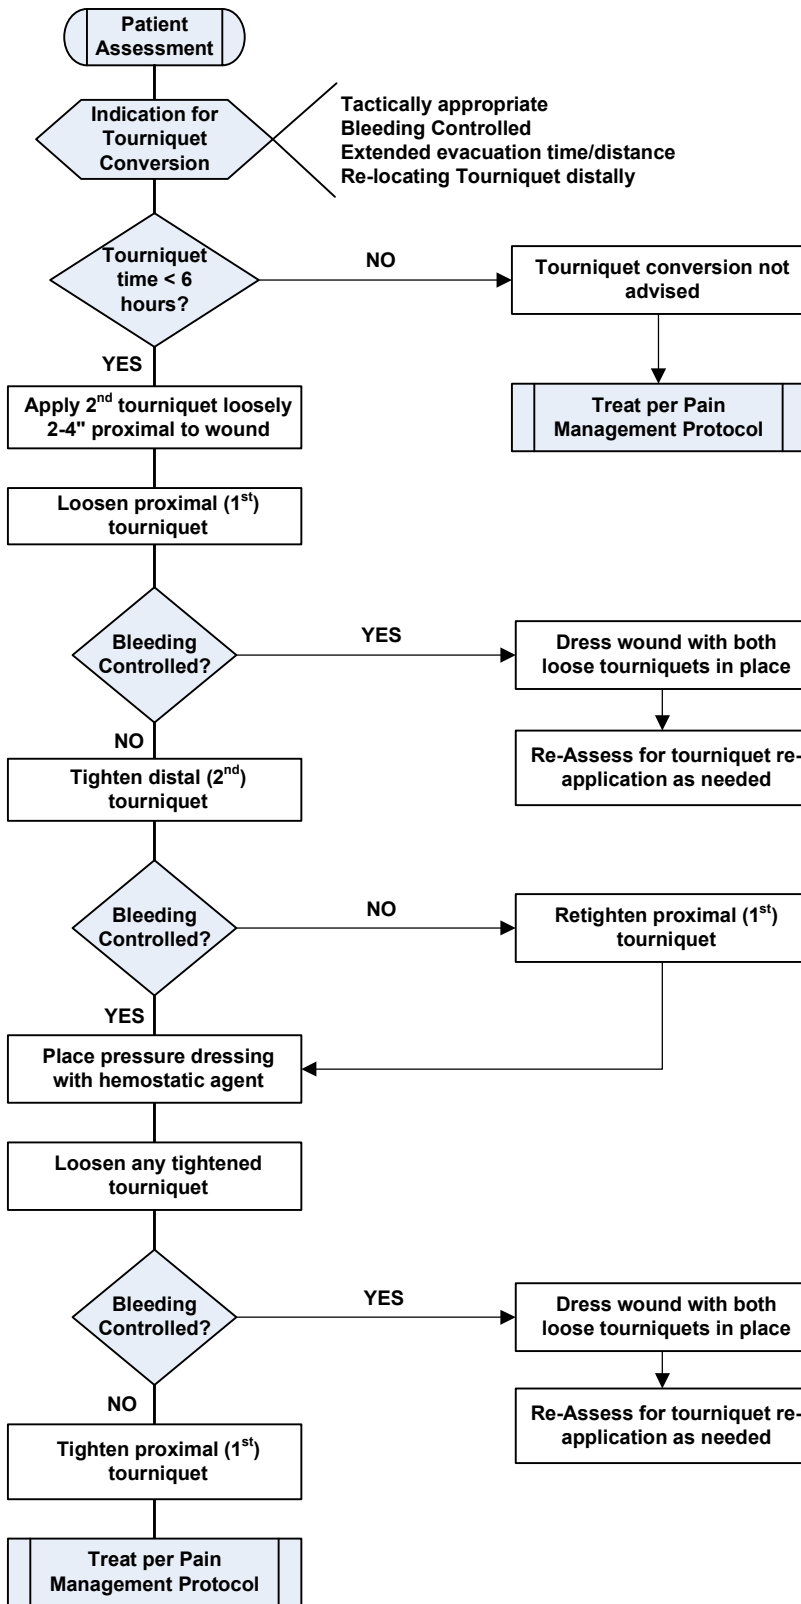 Patient
Assessment
Indication for
Tourniquet
Conversion
Tactically appropriate
Bleeding Controlled
Extended evacuation time/distance
Re-locating Tourniquet distally
Tourniquet
time < 6
hours?
NO
Tourniquet conversion not
advised
YES
Treat per Pain
Management Protocol
Apply 2nd tourniquet loosely
2-4" proximal to wound
Loosen proximal (1st)
tourniquet
Bleeding
Controlled?
YES
Dress wound with both
loose tourniquets in place
NO
Re-Assess for tourniquet re-
application as needed
Tighten distal (2nd)
tourniquet
Bleeding
Controlled?
NO
Retighten proximal (1st)
tourniquet
YES
Place pressure dressing
with hemostatic agent
Loosen any tightened
tourniquet
Bleeding
Controlled?
YES
Dress wound with both
loose tourniquets in place
NO
Re-Assess for tourniquet re-
application as needed
Tighten proximal (1st)
tourniquet
Treat per Pain
Management Protocol